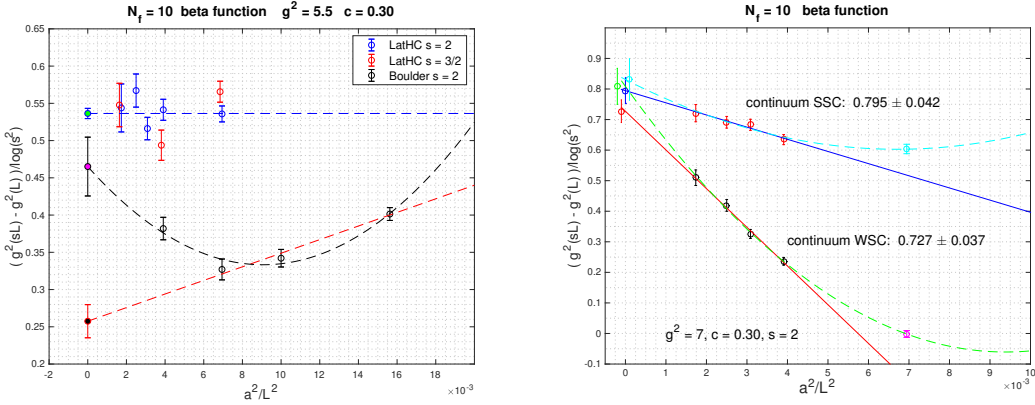 N_f = 10 beta function   g^2 = 5.5   c = 0.30
( g^2(sL) - g^2(L) )/log(s^2)
0.65
0.6
0.55
0.5
0.45
0.4
0.35
0.3
0.25
0.2
LatHC s = 2
LatHC s = 3/2
Boulder s = 2
-2 0 2 4 6 8 10 12 14 16 18
×10^-3
a^2/L^2
N_f = 10 beta function
( g^2(sL) - g^2(L) )/log(s^2)
1
0.9
0.8
0.7
0.6
0.5
0.4
0.3
0.2
0.1
0
-0.1
continuum SSC: 0.795 ± 0.042
continuum WSC: 0.727 ± 0.037
g^2 = 7, c = 0.30, s = 2
0 1 2 3 4 5 6 7 8 9 10
×10^-3
a^2/L^2